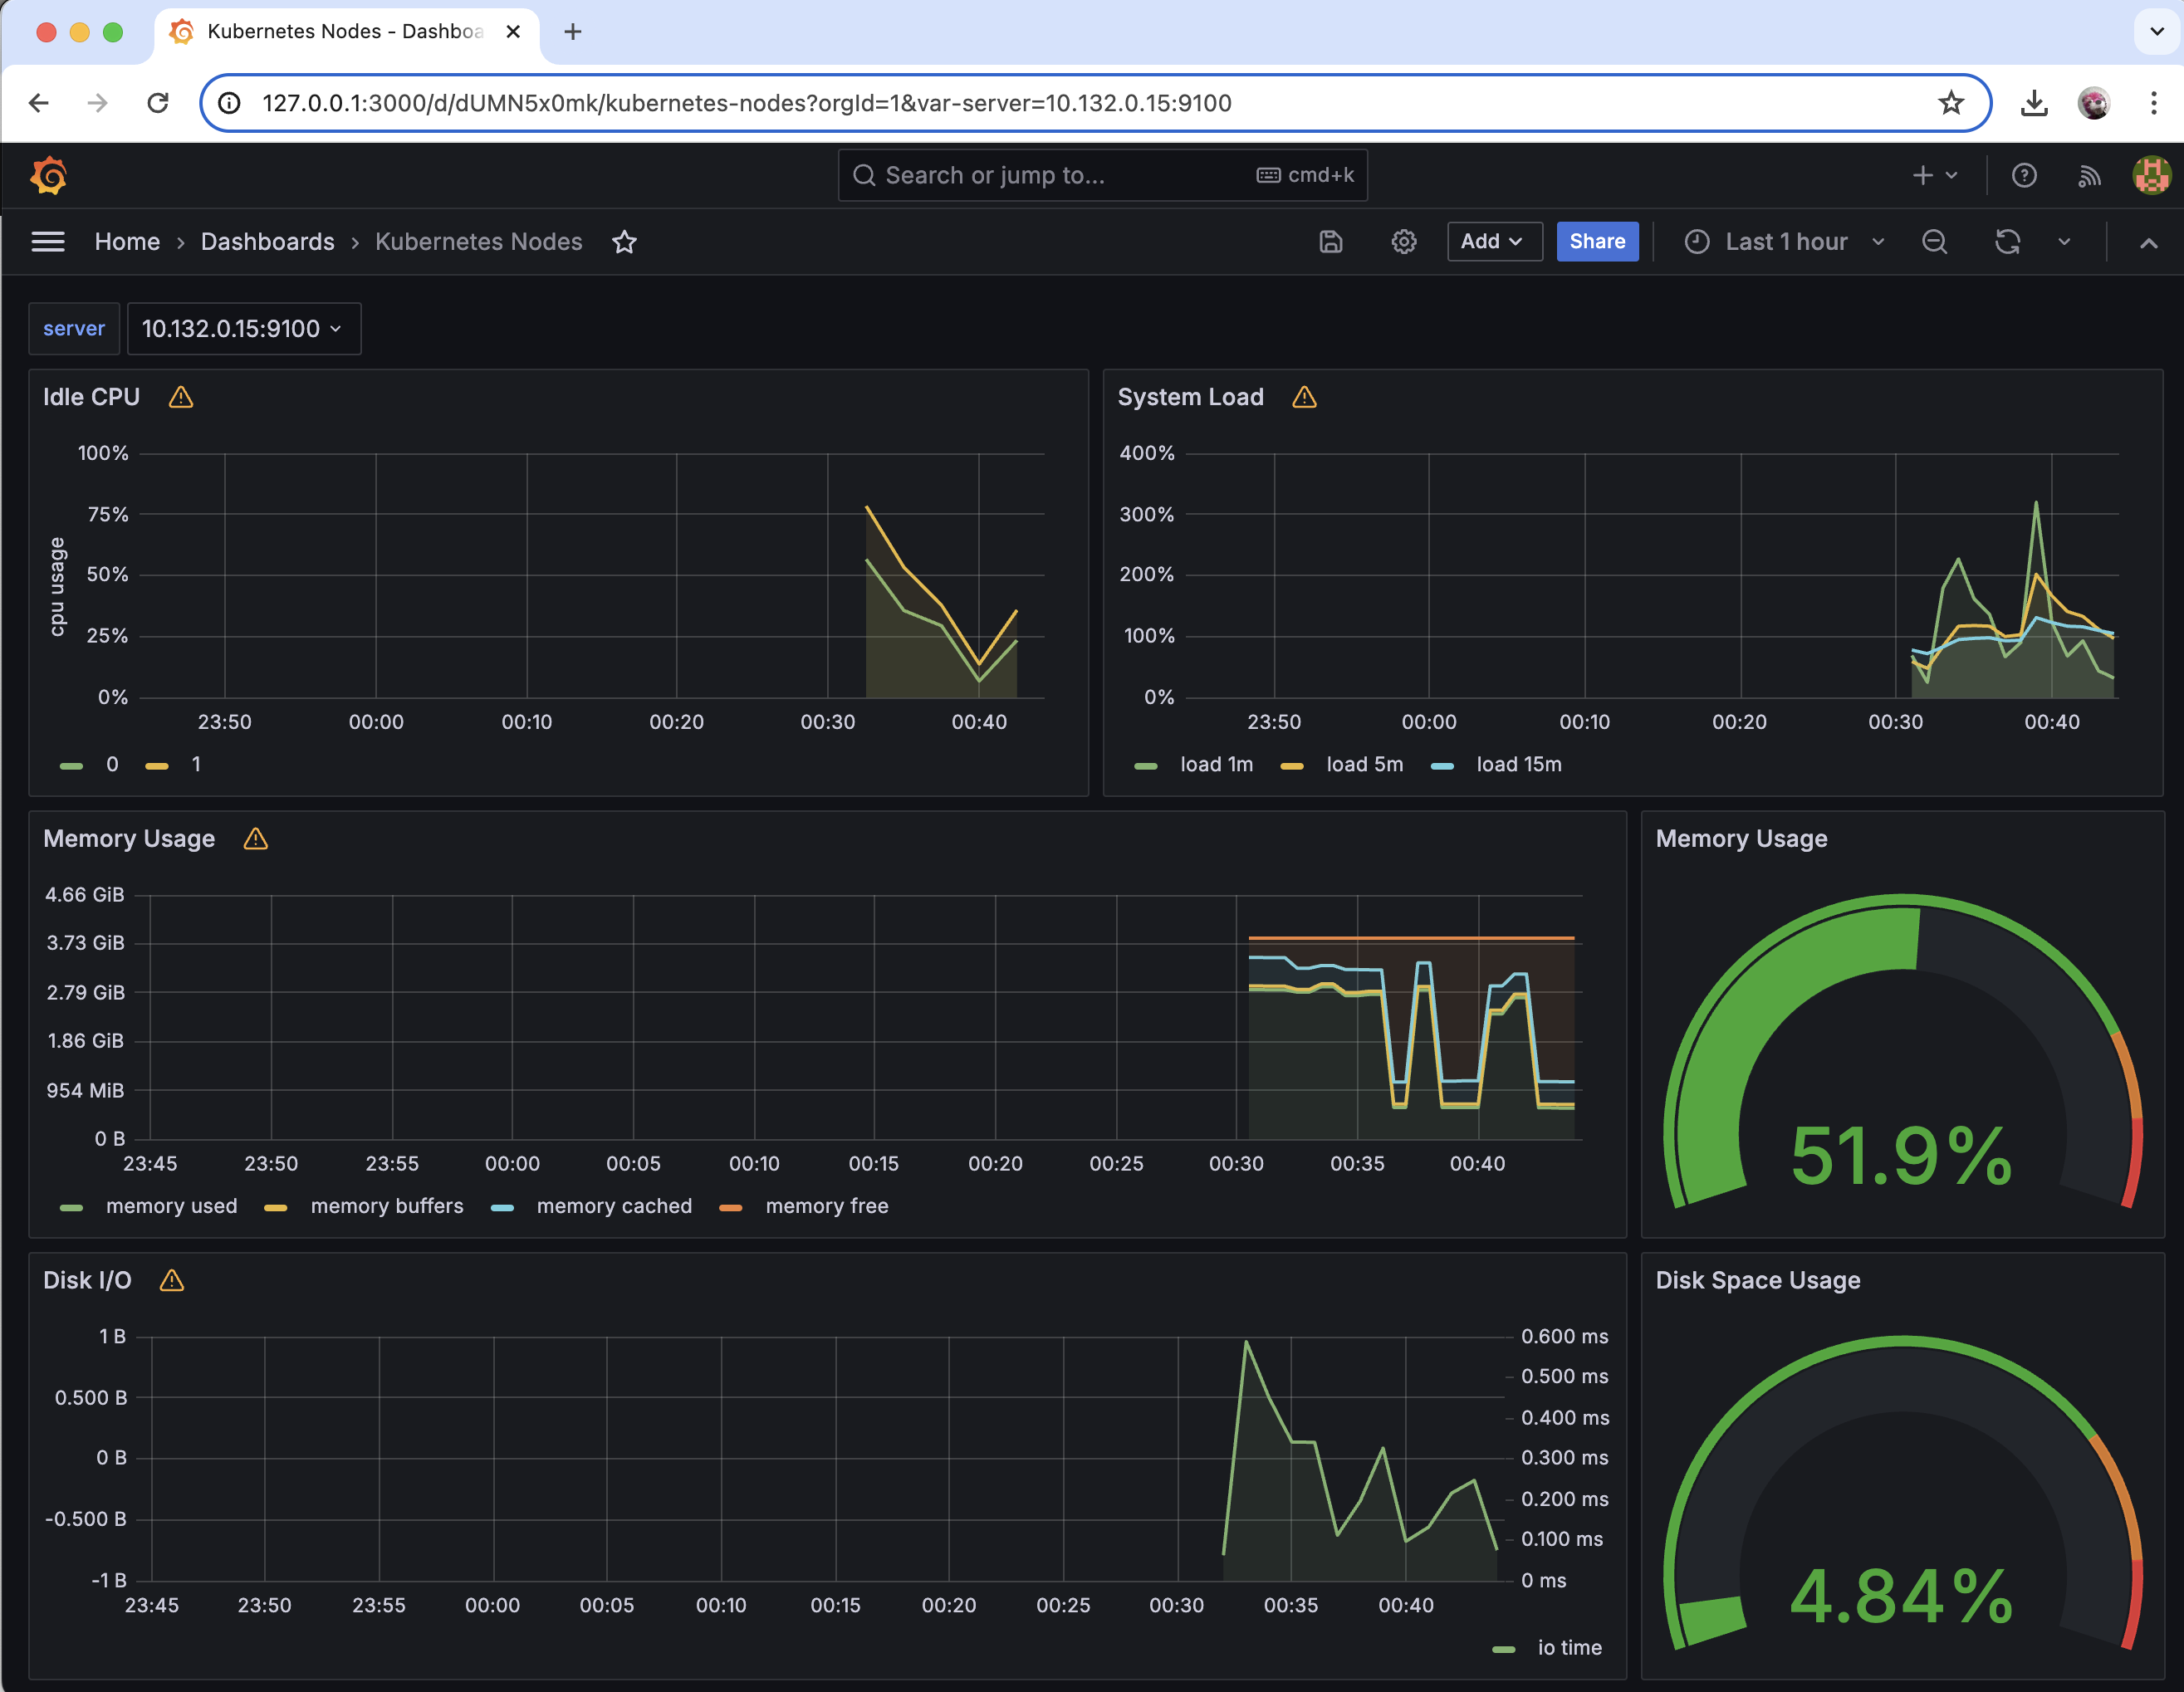 Kubernetes Nodes - Dashboa
127.0.0.1:3000/d/dUMN5x0mk/kubernetes-nodes?orgId=1&var-server=10.132.0.15:9100
Search or jump to... cmd+k
Home › Dashboards › Kubernetes Nodes Add Share Last 1 hour
server 10.132.0.15:9100
Idle CPU
cpu usage
100%
75%
50%
25%
0%
23:50 00:00 00:10 00:20 00:30 00:40
0 1
System Load
400%
300%
200%
100%
0%
23:50 00:00 00:10 00:20 00:30 00:40
load 1m load 5m load 15m
Memory Usage
4.66 GiB
3.73 GiB
2.79 GiB
1.86 GiB
954 MiB
0 B
23:45 23:50 23:55 00:00 00:05 00:10 00:15 00:20 00:25 00:30 00:35 00:40
memory used memory buffers memory cached memory free
Memory Usage
51.9%
Disk I/O
1 B
0.500 B
0 B
-0.500 B
-1 B
0.600 ms
0.500 ms
0.400 ms
0.300 ms
0.200 ms
0.100 ms
0 ms
23:45 23:50 23:55 00:00 00:05 00:10 00:15 00:20 00:25 00:30 00:35 00:40
io time
Disk Space Usage
4.84%